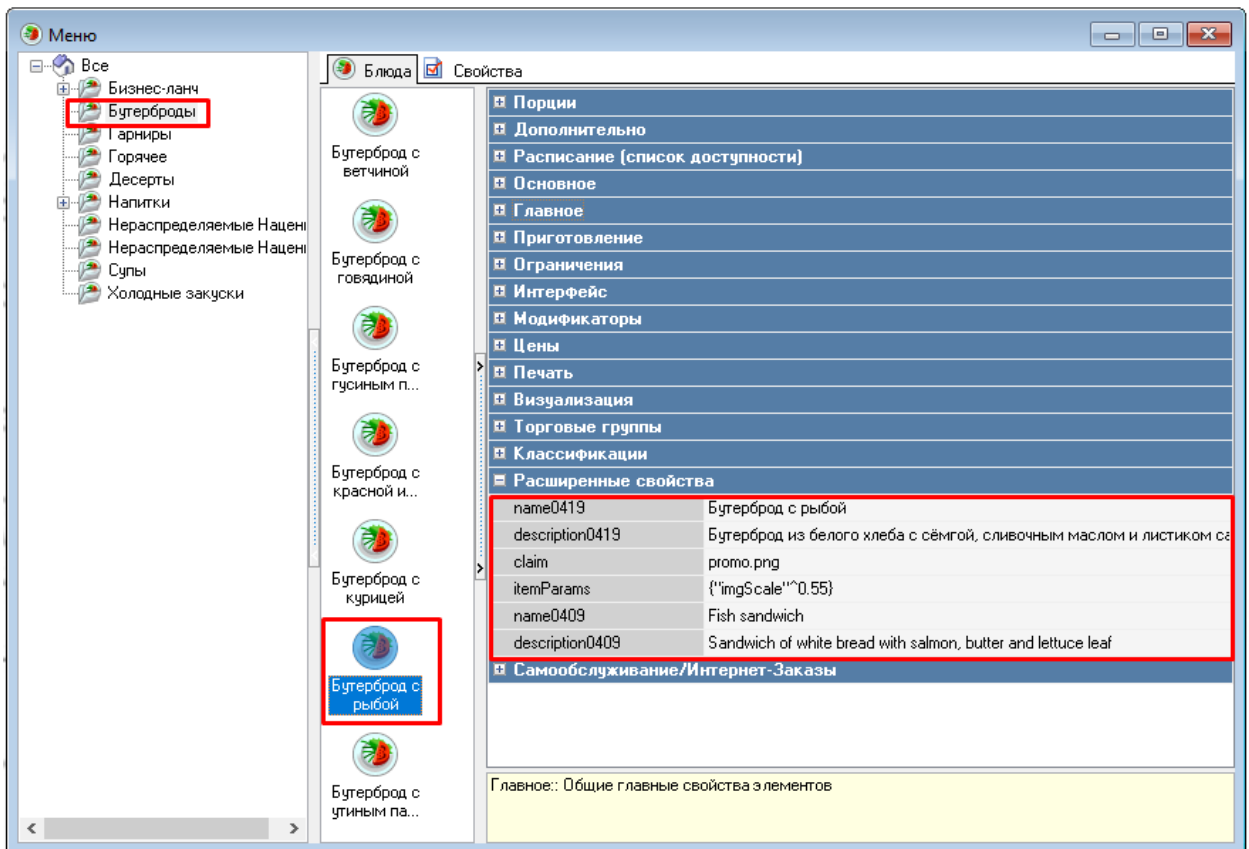 Меню
Все
Бизнес-ланч
Бутерброды
Гарниры
Горячее
Десерты
Напитки
Нераспределяемые Нацен
Нераспределяемые Нацен
Супы
Холодные закуски
Блюда
Свойства
Бутерброд с
ветчиной
Бутерброд с
говядиной
Бутерброд с
гусиным п...
Бутерброд с
красной и...
Бутерброд с
курицей
Бутерброд с
рыбой
Бутерброд с
утиным па...
Порции
Дополнительно
Расписание (список доступности)
Основное
Главное
Приготовление
Ограничения
Интерфейс
Модификаторы
Цены
Печать
Визуализация
Торговые группы
Классификации
Расширенные свойства
name0419 Бутерброд с рыбой
description0419 Бутерброд из белого хлеба с сёмгой, сливочным маслом и листиком са
claim promo.png
itemParams {"imgScale"^0.55}
name0409 Fish sandwich
description0409 Sandwich of white bread with salmon, butter and lettuce leaf
Самообслуживание/Интернет-Заказы
Главное:: Общие главные свойства элементов